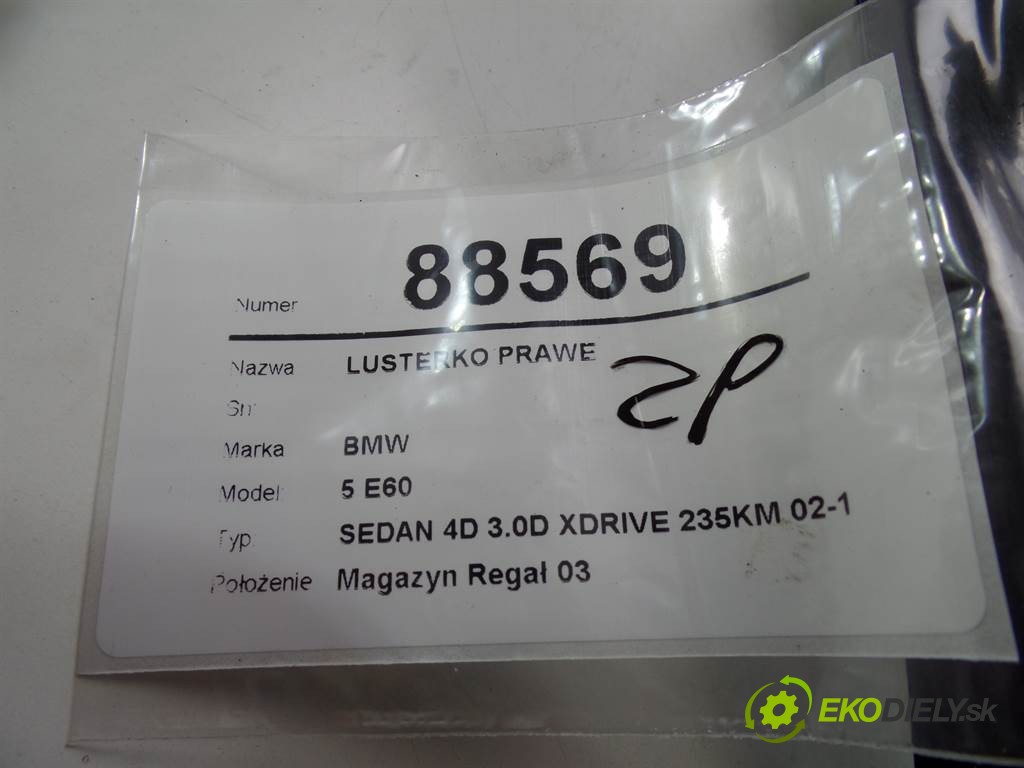 Numer 88569
Nazwa LUSTERKO PRAWE
Sn
Marka BMW
Model 5 E60
Typ SEDAN 4D 3.0D XDRIVE 235KM 02-1
Położenie Magazyn Regał 03
EKODIELY.sk